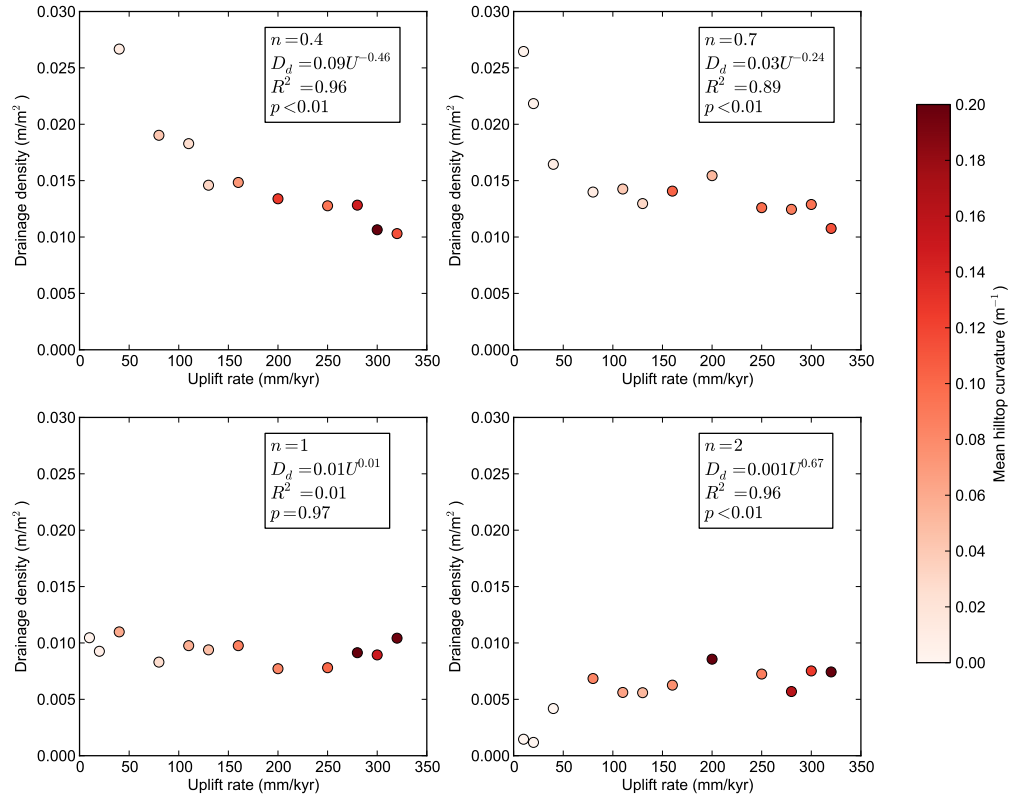 0.030
0.025
0.020
0.015
0.010
0.005
0.000
Drainage density (m/m²)
n=0.4
D_d=0.09U^−0.46
R² =0.96
p<0.01
0 50 100 150 200 250 300 350
Uplift rate (mm/kyr)
0.030
0.025
0.020
0.015
0.010
0.005
0.000
Drainage density (m/m²)
n=0.7
D_d=0.03U^−0.24
R² =0.89
p<0.01
0 50 100 150 200 250 300 350
Uplift rate (mm/kyr)
0.030
0.025
0.020
0.015
0.010
0.005
0.000
Drainage density (m/m²)
n=1
D_d=0.01U^0.01
R² =0.01
p=0.97
0 50 100 150 200 250 300 350
Uplift rate (mm/kyr)
0.030
0.025
0.020
0.015
0.010
0.005
0.000
Drainage density (m/m²)
n=2
D_d=0.001U^0.67
R² =0.96
p<0.01
0 50 100 150 200 250 300 350
Uplift rate (mm/kyr)
0.20
0.18
0.16
0.14
0.12
0.10
0.08
0.06
0.04
0.02
0.00
Mean hilltop curvature (m⁻¹)